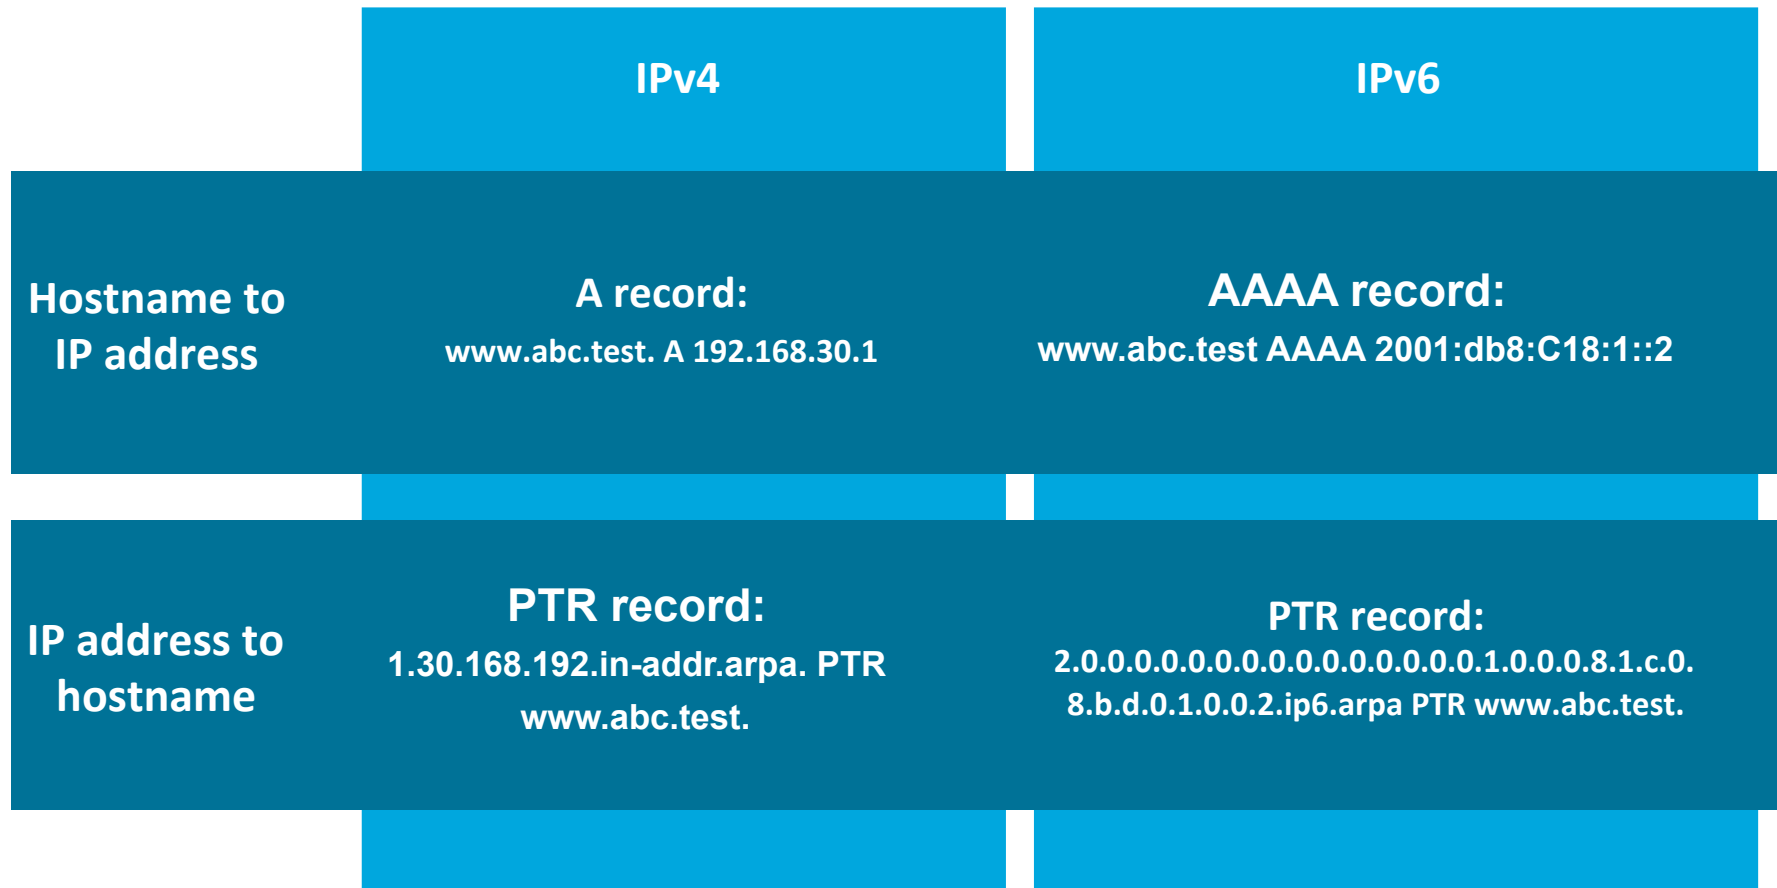 IPv4
IPv6
Hostname to
IP address
A record:
www.abc.test. A 192.168.30.1
AAAA record:
www.abc.test AAAA 2001:db8:C18:1::2
IP address to
hostname
PTR record:
1.30.168.192.in-addr.arpa. PTR
www.abc.test.
PTR record:
2.0.0.0.0.0.0.0.0.0.0.0.0.0.0.0.1.0.0.0.8.1.c.0.
8.b.d.0.1.0.0.2.ip6.arpa PTR www.abc.test.